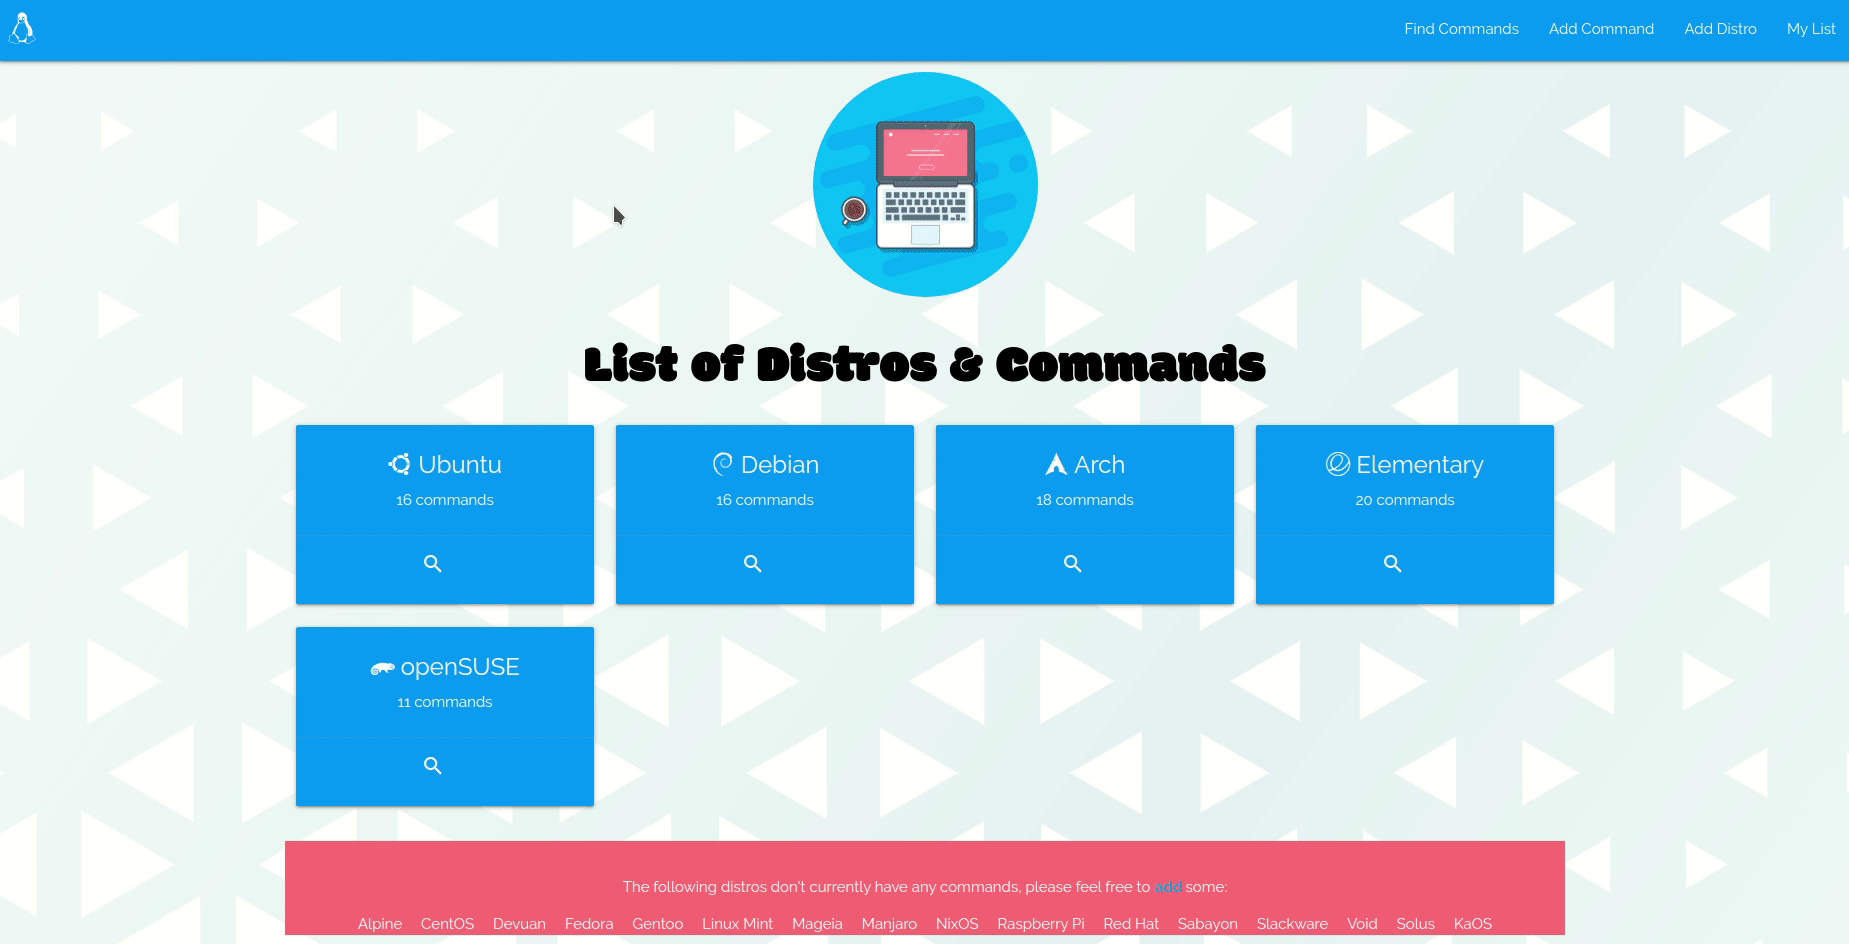 Find Commands Add Command Add Distro My List
List of Distros & Commands
Ubuntu
16 commands
Debian
16 commands
Arch
18 commands
Elementary
20 commands
openSUSE
11 commands
The following distros don't currently have any commands, please feel free to add some:
Alpine CentOS Devuan Fedora Gentoo Linux Mint Mageia Manjaro NixOS Raspberry Pi Red Hat Sabayon Slackware Void Solus KaOS